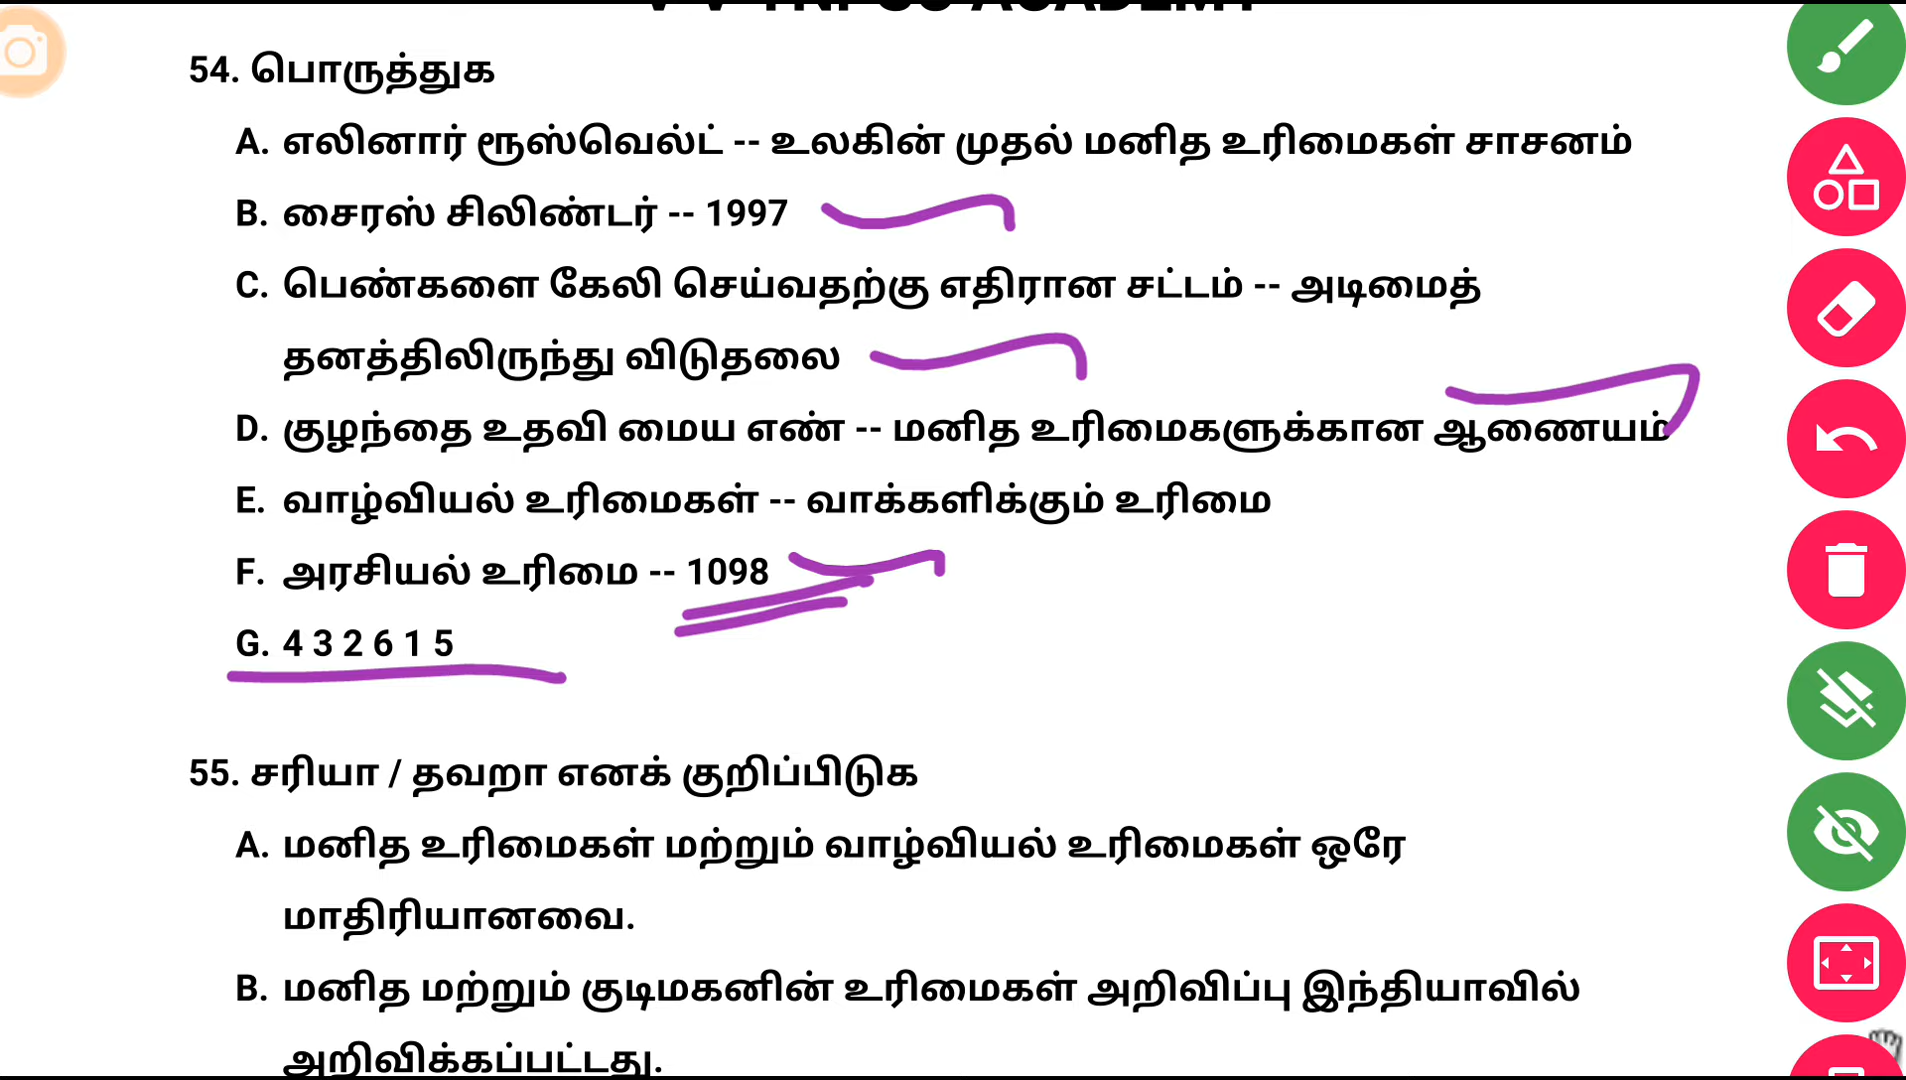 V V TNPSC ACADEMY
54. பொருத்துக
A. எலினார் ரூஸ்வெல்ட் -- உலகின் முதல் மனித உரிமைகள் சாசனம்
B. சைரஸ் சிலிண்டர் -- 1997
C. பெண்களை கேலி செய்வதற்கு எதிரான சட்டம் -- அடிமைத்
தனத்திலிருந்து விடுதலை
D. குழந்தை உதவி மைய எண் -- மனித உரிமைகளுக்கான ஆணையம்
E. வாழ்வியல் உரிமைகள் -- வாக்களிக்கும் உரிமை
F. அரசியல் உரிமை -- 1098
G. 4 3 2 6 1 5
55. சரியா / தவறா எனக் குறிப்பிடுக
A. மனித உரிமைகள் மற்றும் வாழ்வியல் உரிமைகள் ஒரே
மாதிரியானவை.
B. மனித மற்றும் குடிமகனின் உரிமைகள் அறிவிப்பு இந்தியாவில்
அறிவிக்கப்பட்டது.